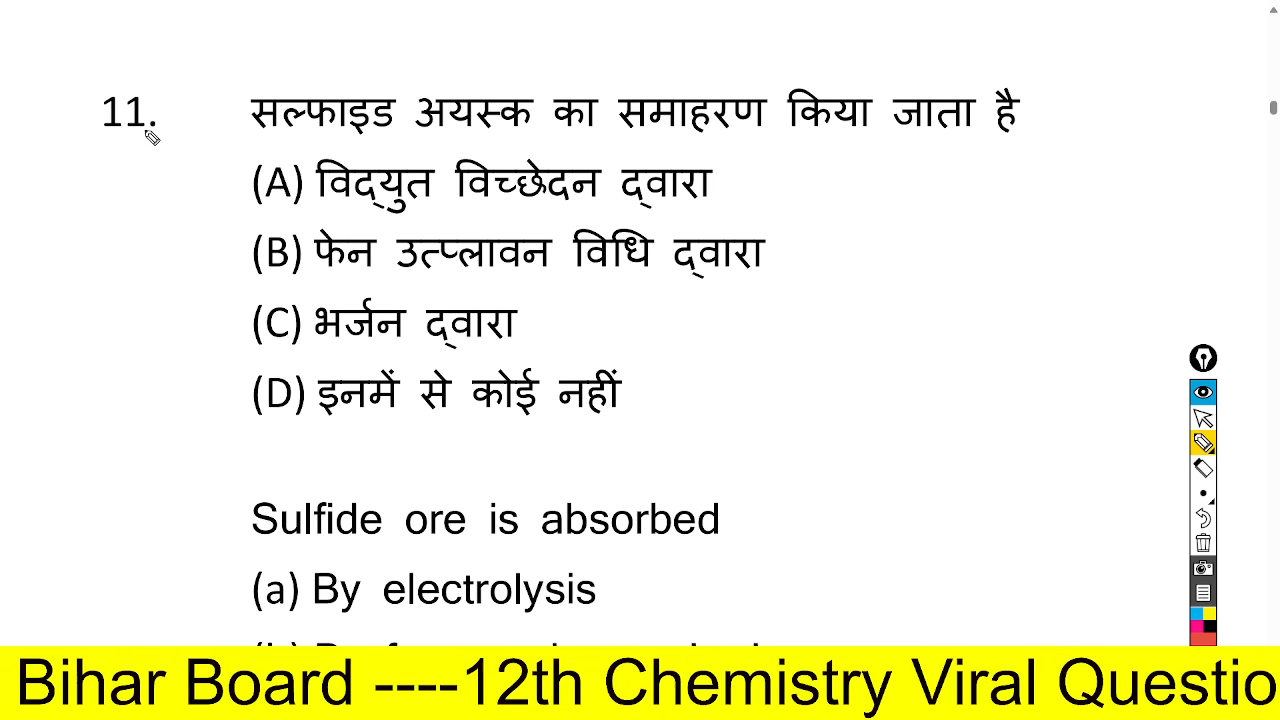 11. सल्फाइड अयस्क का समाहरण किया जाता है
(A) विद्युत विच्छेदन द्वारा
(B) फेन उत्प्लावन विधि द्वारा
(C) भर्जन द्वारा
(D) इनमें से कोई नहीं
Sulfide ore is absorbed
(a) By electrolysis
Bihar Board ----12th Chemistry Viral Questio